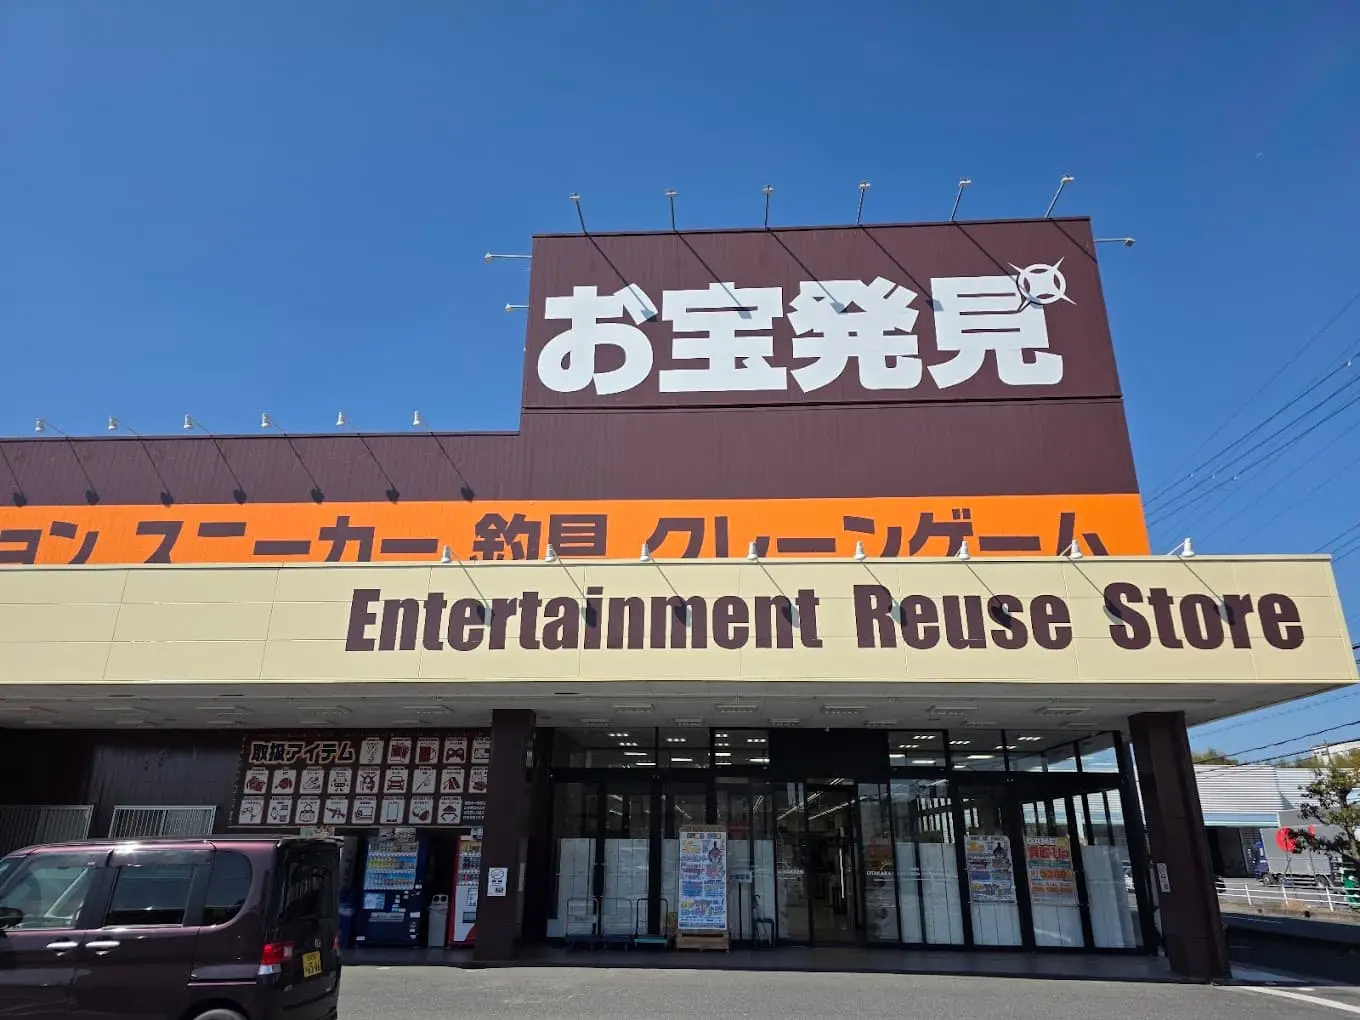 お宝発見
ョン スニーカー 釣具 クレーンゲーム
Entertainment Reuse Store
取扱アイテム
GAME